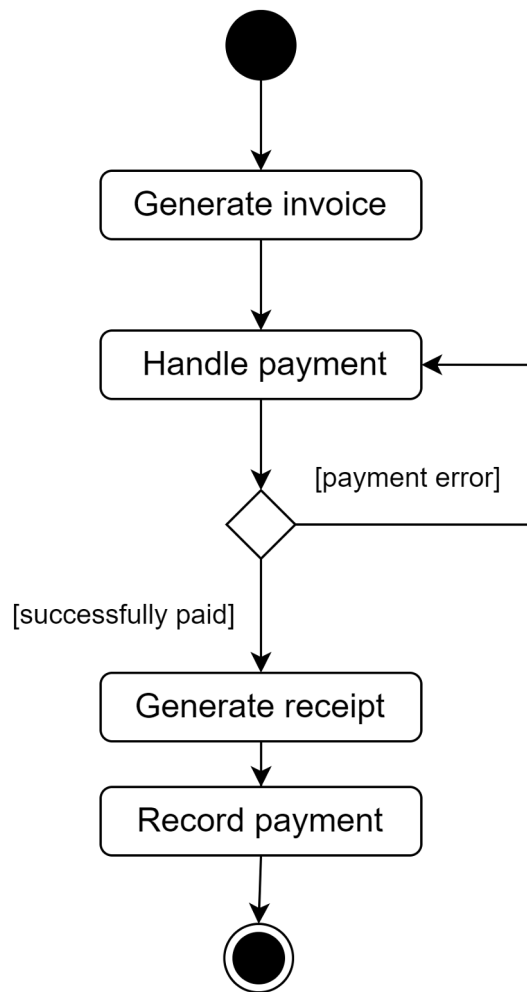 Generate invoice
Handle payment
[payment error]
[successfully paid]
Generate receipt
Record payment